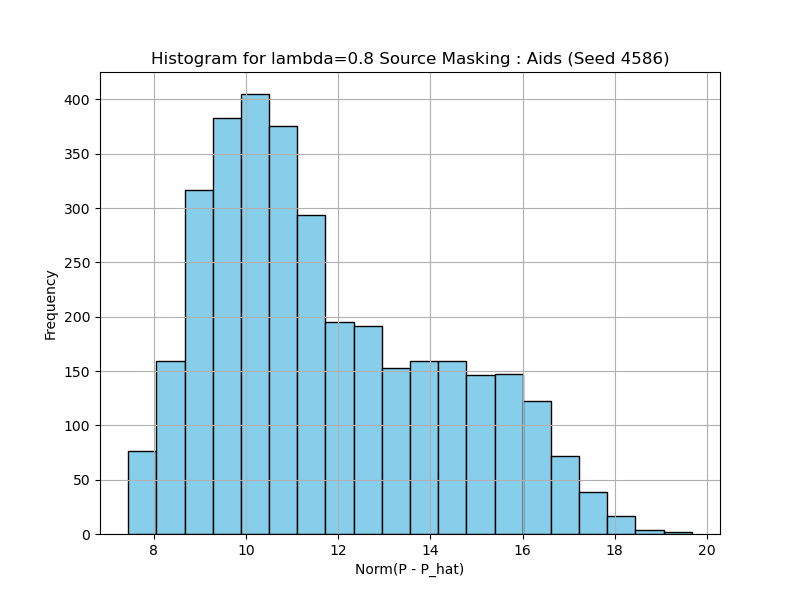 Histogram for lambda=0.8 Source Masking : Aids (Seed 4586)
Frequency
400
350
300
250
200
150
100
50
0
8 10 12 14 16 18 20
Norm(P - P_hat)